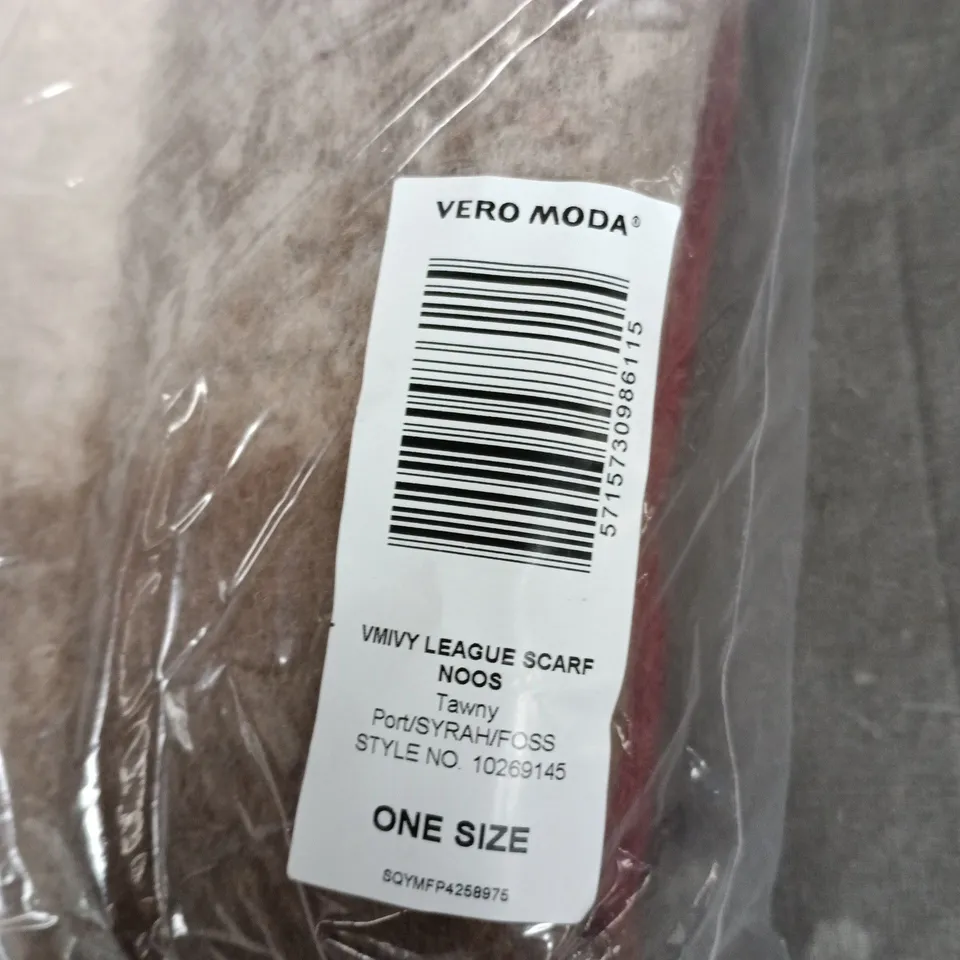 VERO MODA®
5715730986115
VMIVY LEAGUE SCARF
NOOS
Tawny
Port/SYRAH/FOSS
STYLE NO. 10269145
ONE SIZE
SQYMFP4258975